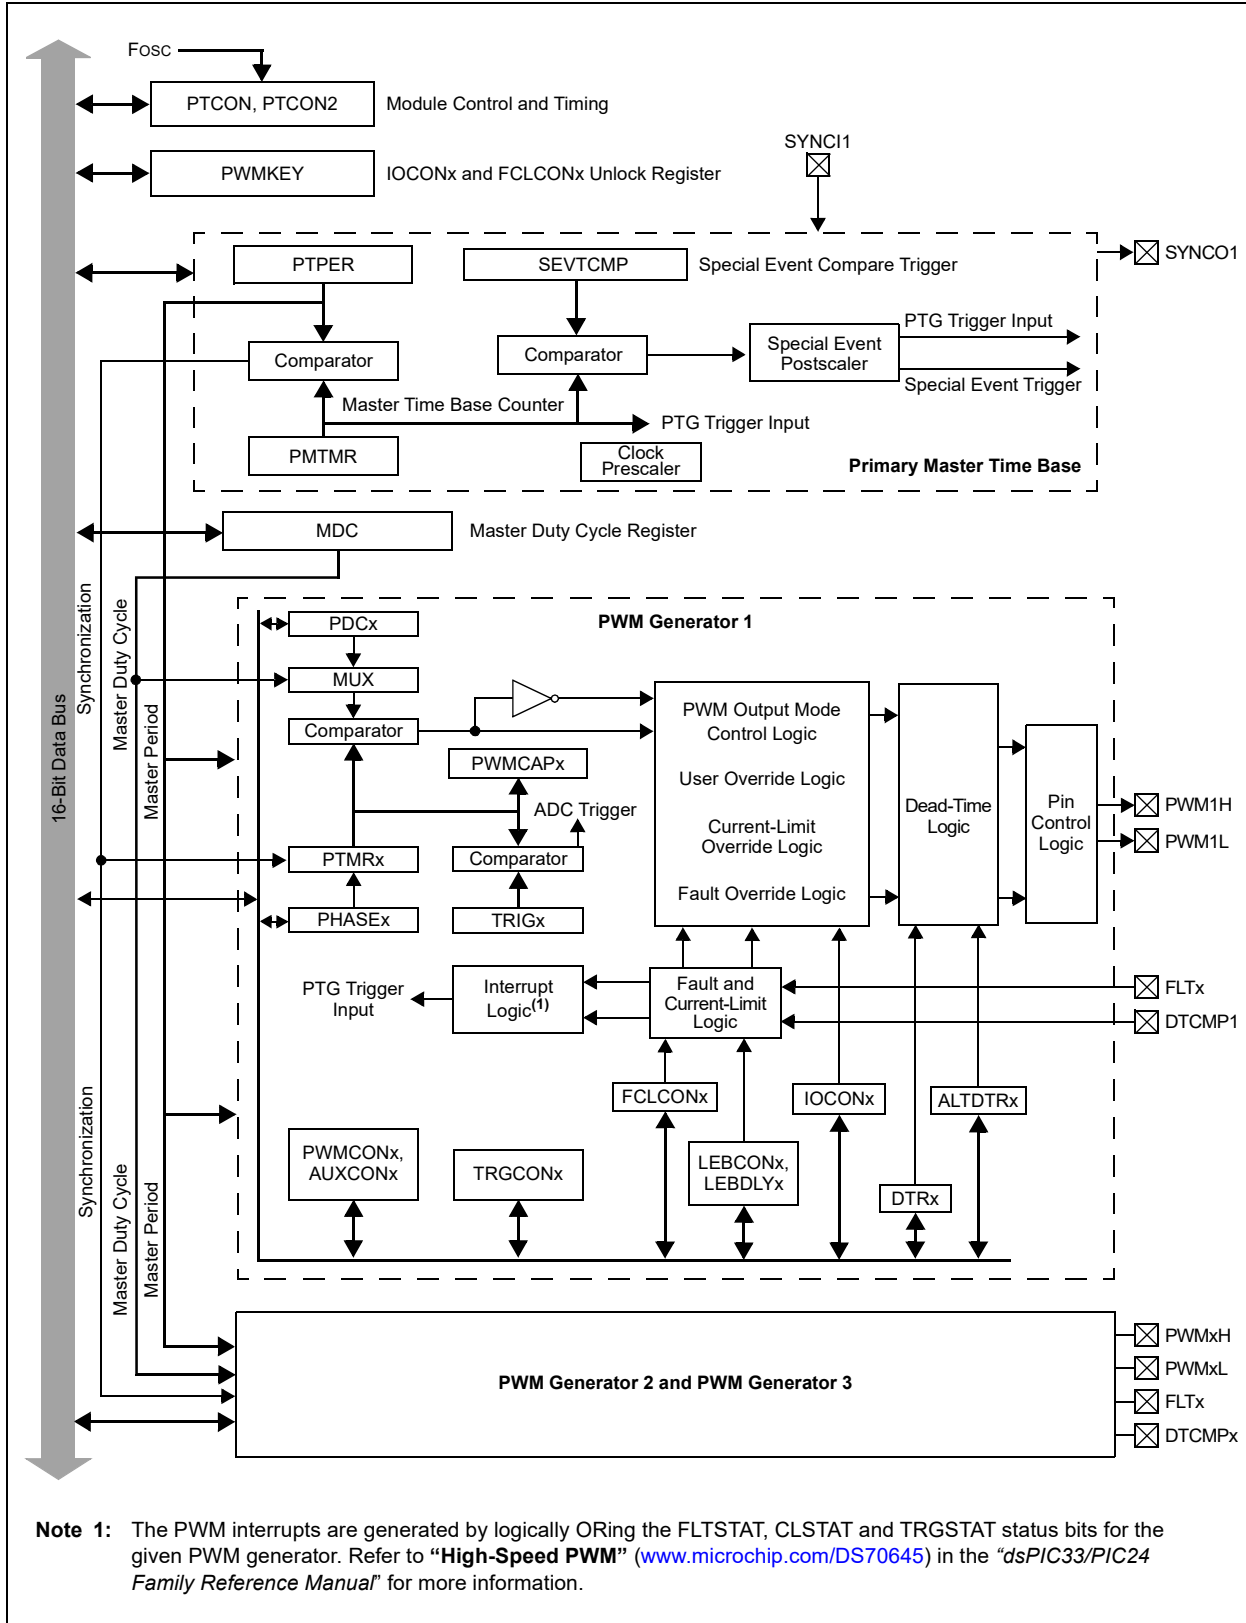 FOSC
PTCON, PTCON2
Module Control and Timing
SYNCI1
PWMKEY
IOCONx and FCLCONx Unlock Register
PTPER
SEVTCMP
Special Event Compare Trigger
SYNCO1
PTG Trigger Input
Comparator
Comparator
Special Event
Postscaler
Special Event Trigger
Master Time Base Counter
PTG Trigger Input
PMTMR
Clock
Prescaler
Primary Master Time Base
MDC
Master Duty Cycle Register
16-Bit Data Bus
Synchronization
Master Duty Cycle
Master Period
PWM Generator 1
PDCx
MUX
Comparator
PWMCAPx
ADC Trigger
PTMRx
Comparator
PHASEx
TRIGx
PWM Output Mode
Control Logic
User Override Logic
Current-Limit
Override Logic
Fault Override Logic
Dead-Time
Logic
Pin
Control
Logic
PWM1H
PWM1L
PTG Trigger
Input
Interrupt
Logic(1)
Fault and
Current-Limit
Logic
FLTx
DTCMP1
FCLCONx
IOCONx
ALTDTRx
PWMCONx,
AUXCONx
TRGCONx
LEBCONx,
LEBDLYx
DTRx
Synchronization
Master Duty Cycle
Master Period
PWM Generator 2 and PWM Generator 3
PWMxH
PWMxL
FLTx
DTCMPx
Note 1: The PWM interrupts are generated by logically ORing the FLTSTAT, CLSTAT and TRGSTAT status bits for the
given PWM generator. Refer to “High-Speed PWM” (www.microchip.com/DS70645) in the “dsPIC33/PIC24
Family Reference Manual” for more information.